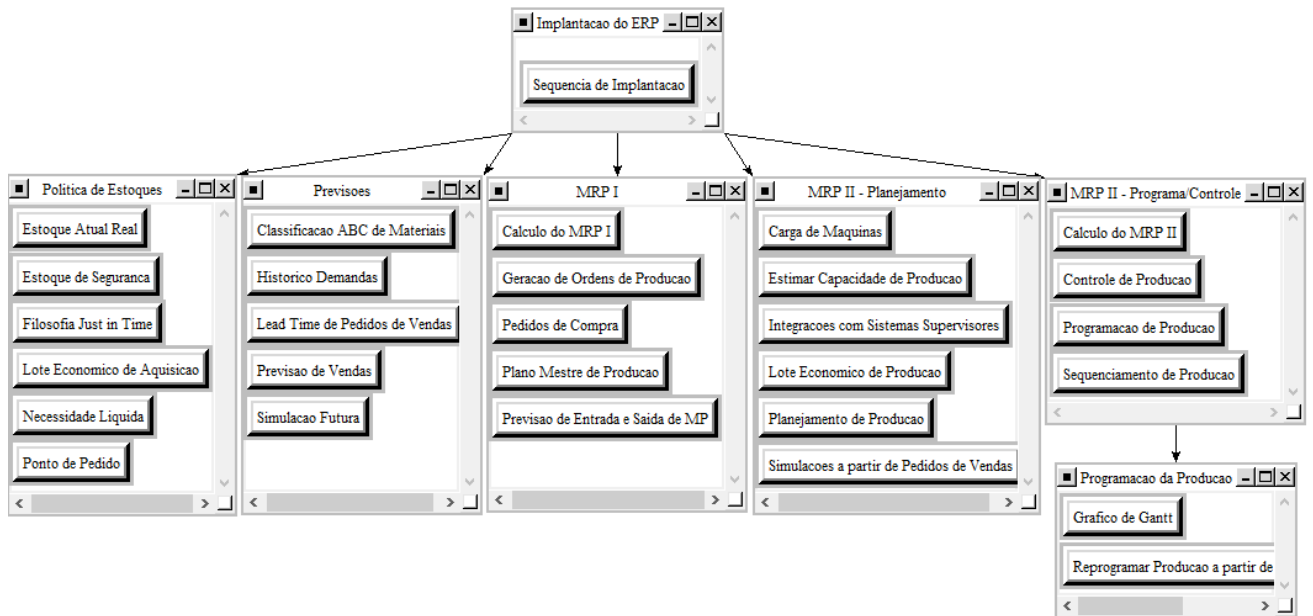 Implantacao do ERP
Sequencia de Implantacao
Politica de Estoques
Estoque Atual Real
Estoque de Seguranca
Filosofia Just in Time
Lote Economico de Aquisicao
Necessidade Liquida
Ponto de Pedido
Previsoes
Classificacao ABC de Materiais
Historico Demandas
Lead Time de Pedidos de Vendas
Previsao de Vendas
Simulacao Futura
MRP I
Calculo do MRP I
Geracao de Ordens de Producao
Pedidos de Compra
Plano Mestre de Producao
Previsao de Entrada e Saida de MP
MRP II - Planejamento
Carga de Maquinas
Estimar Capacidade de Producao
Integracoes com Sistemas Supervisores
Lote Economico de Producao
Planejamento de Producao
Simulacoes a partir de Pedidos de Vendas
MRP II - Programa/Controle
Calculo do MRP II
Controle de Producao
Programacao de Producao
Sequenciamento de Producao
Programacao da Producao
Grafico de Gantt
Reprogramar Producao a partir de